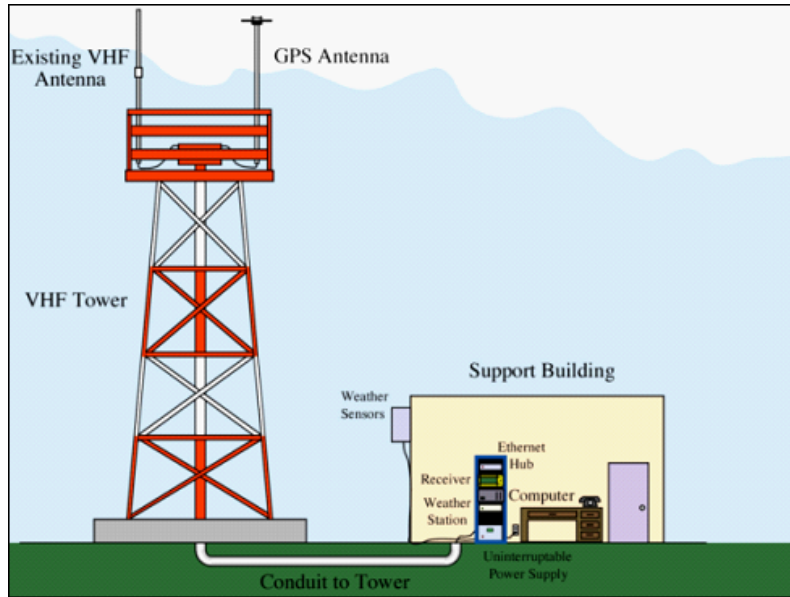 Existing VHF
Antenna
GPS Antenna
VHF Tower
Support Building
Weather
Sensors
Ethernet
Hub
Receiver
Weather
Station
Computer
Uninterruptable
Power Supply
Conduit to Tower